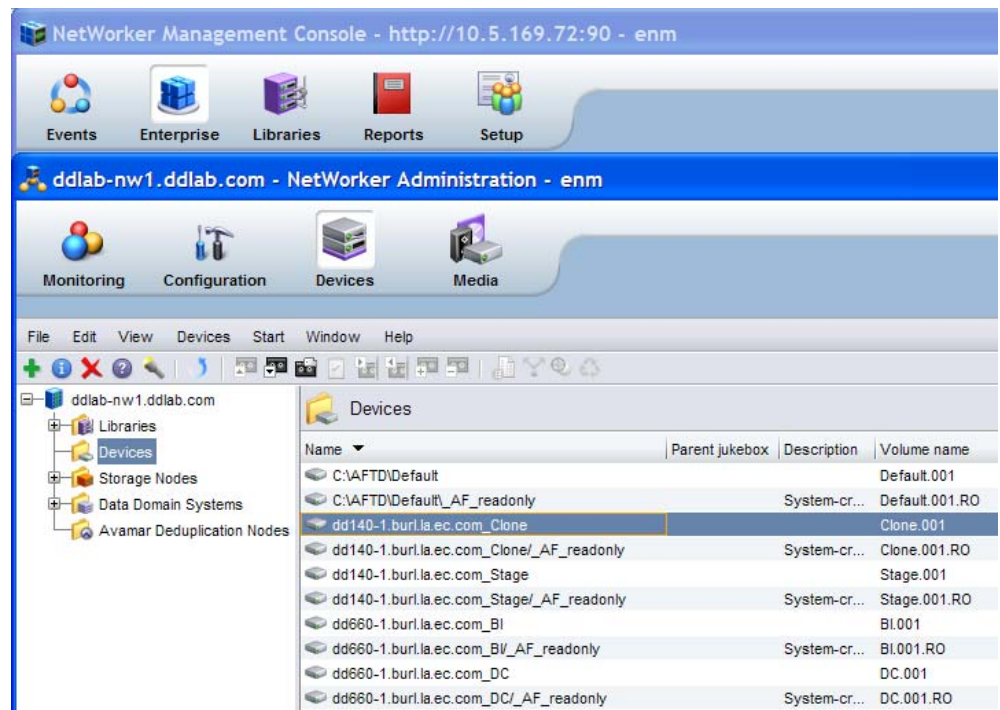 NetWorker Management Console - http://10.5.169.72:90 - enm
Events Enterprise Libraries Reports Setup
ddlab-nw1.ddlab.com - NetWorker Administration - enm
Monitoring Configuration Devices Media
File Edit View Devices Start Window Help
ddlab-nw1.ddlab.com
Libraries
Devices
Storage Nodes
Data Domain Systems
Avamar Deduplication Nodes
Devices
Name Parent jukebox Description Volume name
C:\AFTD\Default Default.001
C:\AFTD\Default\_AF_readonly System-cr... Default.001.RO
dd140-1.burl.la.ec.com_Clone Clone.001
dd140-1.burl.la.ec.com_Clone/_AF_readonly System-cr... Clone.001.RO
dd140-1.burl.la.ec.com_Stage Stage.001
dd140-1.burl.la.ec.com_Stage/_AF_readonly System-cr... Stage.001.RO
dd660-1.burl.la.ec.com_BI BI.001
dd660-1.burl.la.ec.com_BI/_AF_readonly System-cr... BI.001.RO
dd660-1.burl.la.ec.com_DC DC.001
dd660-1.burl.la.ec.com_DC/_AF_readonly System-cr... DC.001.RO